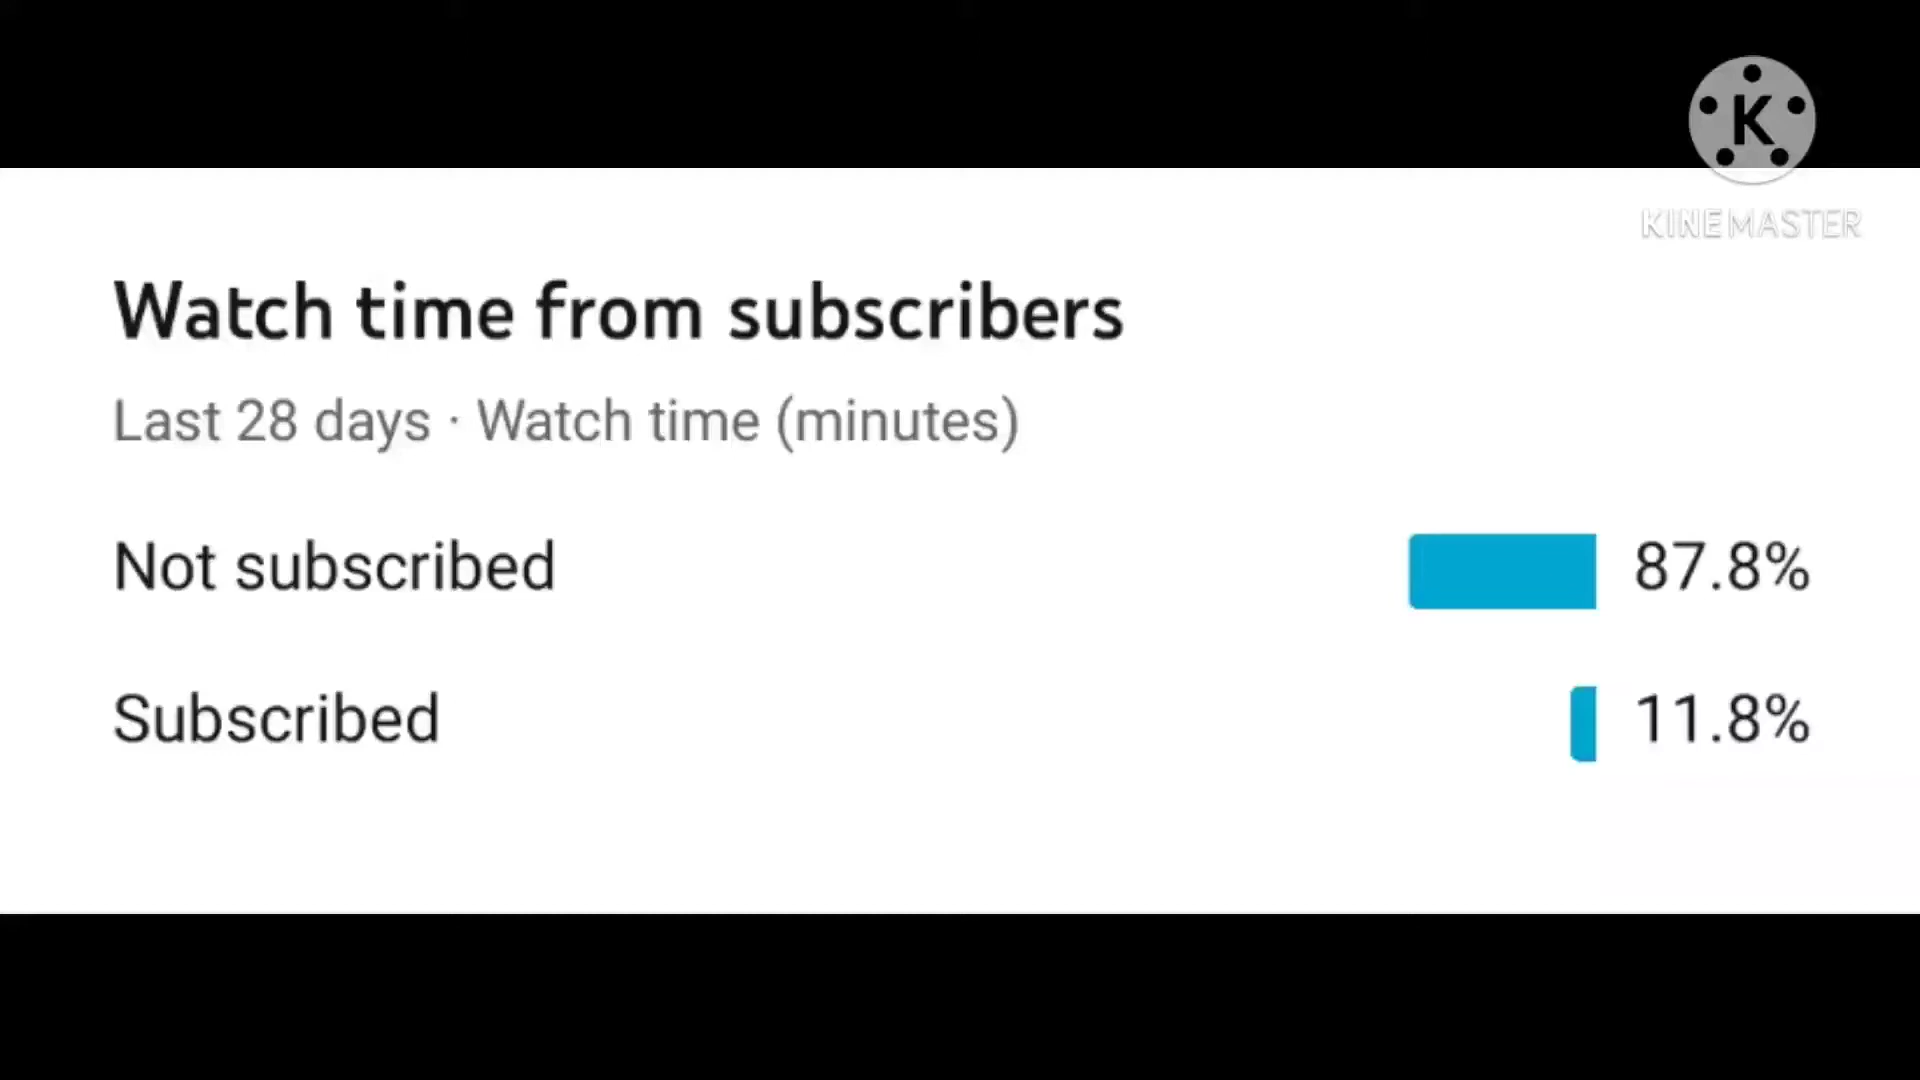 K
KINEMASTER
Watch time from subscribers
Last 28 days · Watch time (minutes)
Not subscribed 87.8%
Subscribed 11.8%